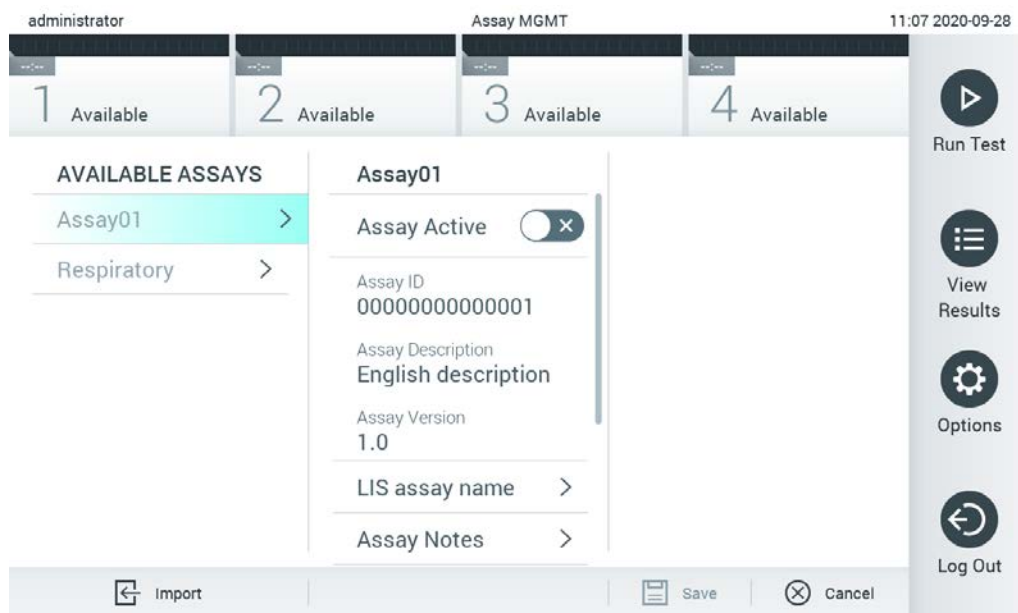 administrator
Assay MGMT
11:07 2020-09-28
--:--
--:--
--:--
--:--
1 Available
2 Available
3 Available
4 Available
Run Test
View
Results
Options
Log Out
AVAILABLE ASSAYS
Assay01
Respiratory
Assay01
Assay Active
Assay ID
00000000000001
Assay Description
English description
Assay Version
1.0
LIS assay name
Assay Notes
Import
Save
Cancel